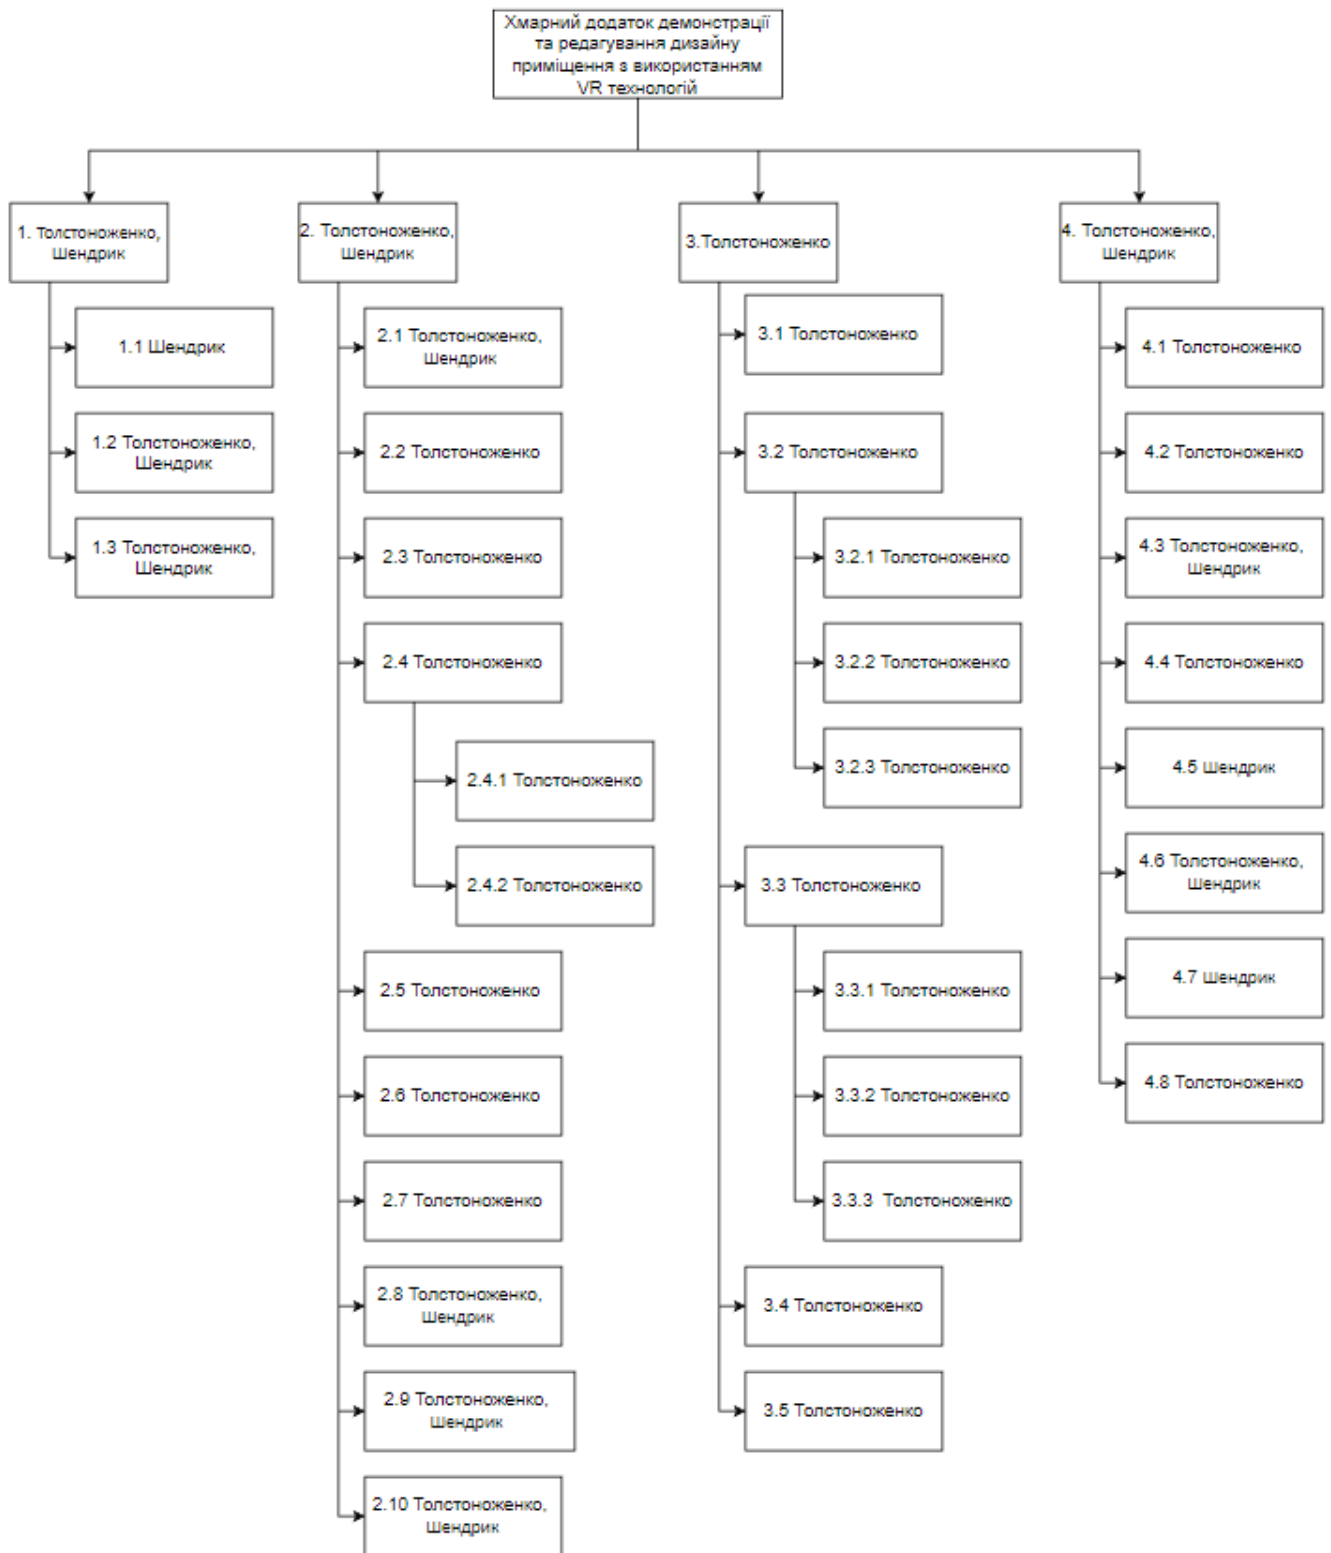 Хмарний додаток демонстрації
та редагування дизайну
приміщення з використанням
VR технологій
1. Толстоноженко,
Шендрик
1.1 Шендрик
1.2 Толстоноженко,
Шендрик
1.3 Толстоноженко,
Шендрик
2. Толстоноженко,
Шендрик
2.1 Толстоноженко,
Шендрик
2.2 Толстоноженко
2.3 Толстоноженко
2.4 Толстоноженко
2.4.1 Толстоноженко
2.4.2 Толстоноженко
2.5 Толстоноженко
2.6 Толстоноженко
2.7 Толстоноженко
2.8 Толстоноженко,
Шендрик
2.9 Толстоноженко,
Шендрик
2.10 Толстоноженко,
Шендрик
3.Толстоноженко
3.1 Толстоноженко
3.2 Толстоноженко
3.2.1 Толстоноженко
3.2.2 Толстоноженко
3.2.3 Толстоноженко
3.3 Толстоноженко
3.3.1 Толстоноженко
3.3.2 Толстоноженко
3.3.3 Толстоноженко
3.4 Толстоноженко
3.5 Толстоноженко
4. Толстоноженко,
Шендрик
4.1 Толстоноженко
4.2 Толстоноженко
4.3 Толстоноженко,
Шендрик
4.4 Толстоноженко
4.5 Шендрик
4.6 Толстоноженко,
Шендрик
4.7 Шендрик
4.8 Толстоноженко